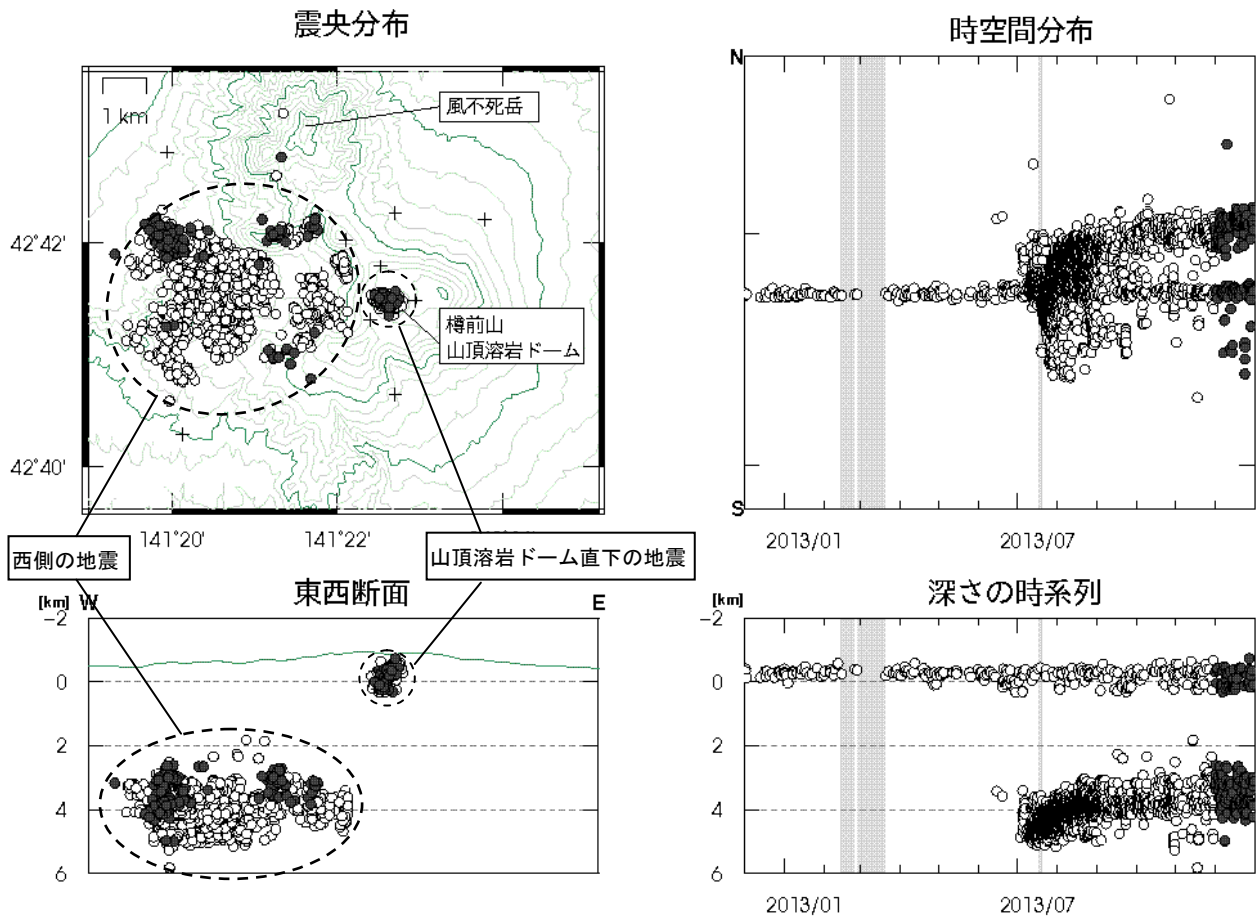 震央分布
1 km
風不死岳
42°42'
樽前山
山頂溶岩ドーム
42°40'
141°20'
141°22'
西側の地震
山頂溶岩ドーム直下の地震
時空間分布
N
S
2013/01
2013/07
東西断面
[km]
W
E
-2
0
2
4
6
深さの時系列
[km]
-2
0
2
4
6
2013/01
2013/07